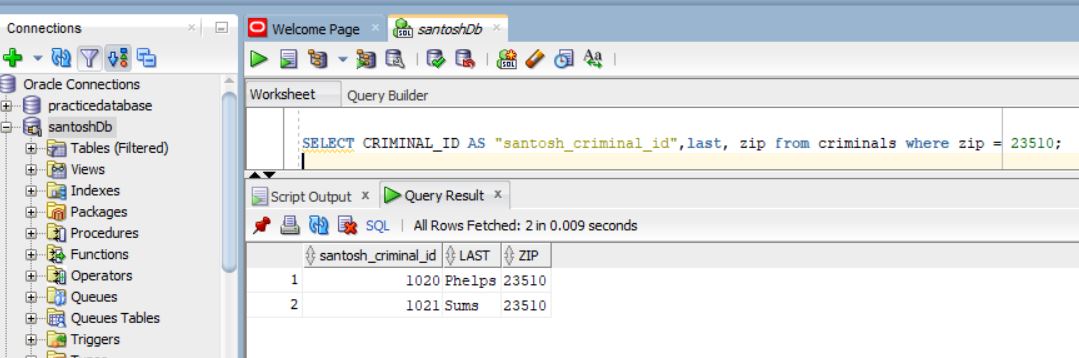 Connections
Welcome Page
santoshDb
Oracle Connections
practicedatabase
santoshDb
Tables (Filtered)
Views
Indexes
Packages
Procedures
Functions
Operators
Queues
Queues Tables
Triggers
Worksheet Query Builder
SELECT CRIMINAL_ID AS "santosh_criminal_id",last, zip from criminals where zip = 23510;
Script Output x Query Result x
SQL | All Rows Fetched: 2 in 0.009 seconds
santosh_criminal_id LAST ZIP
1 1020 Phelps 23510
2 1021 Sums 23510